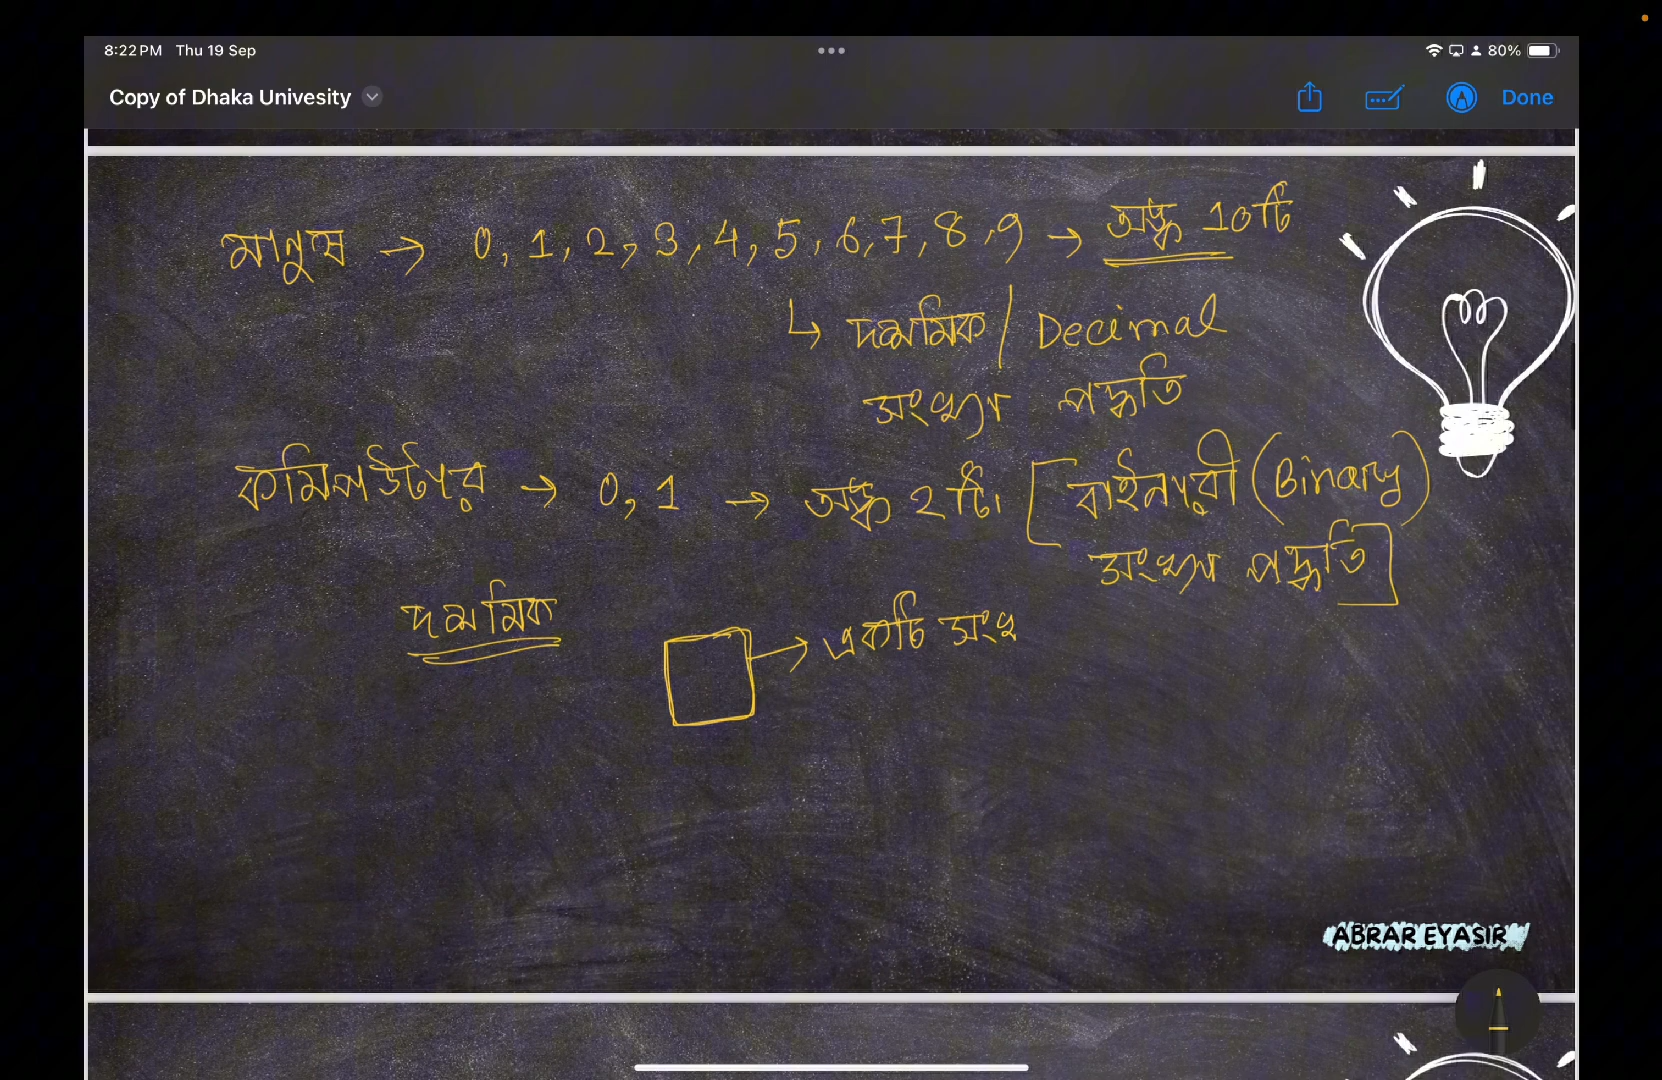 8:22 PM Thu 19 Sep
80%
Copy of Dhaka Univesity
Done
মানুষ → 0, 1, 2, 3, 4, 5, 6, 7, 8, 9 → অঙ্ক 10টি
↳ দশমিক / Decimal
সংখ্যা পদ্ধতি
কমিপউটার → 0, 1 → অঙ্ক 2টি। [বাইনারী (Binary)
সংখ্যা পদ্ধতি]
দশমিক
→ একটি সংখ
ABRAR EYASIR